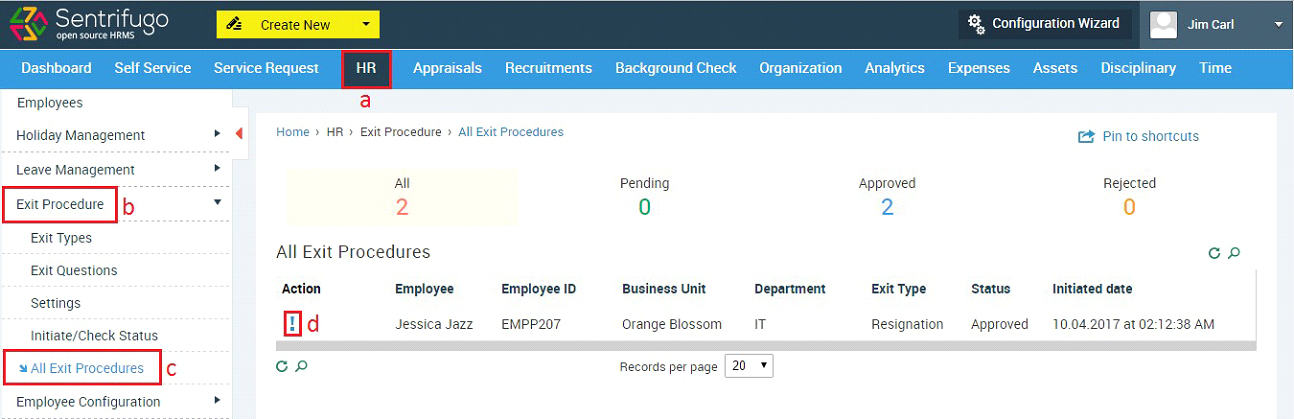 Sentrifugo
open source HRMS
Create New
Configuration Wizard
Jim Carl
Dashboard Self Service Service Request HR Appraisals Recruitments Background Check Organization Analytics Expenses Assets Disciplinary Time
a
Employees
Holiday Management
Leave Management
Exit Procedure b
Exit Types
Exit Questions
Settings
Initiate/Check Status
All Exit Procedures c
Employee Configuration
Home › HR › Exit Procedure › All Exit Procedures
Pin to shortcuts
All Pending Approved Rejected
2 0 2 0
All Exit Procedures
Action Employee Employee ID Business Unit Department Exit Type Status Initiated date
! d Jessica Jazz EMPP207 Orange Blossom IT Resignation Approved 10.04.2017 at 02:12:38 AM
Records per page 20